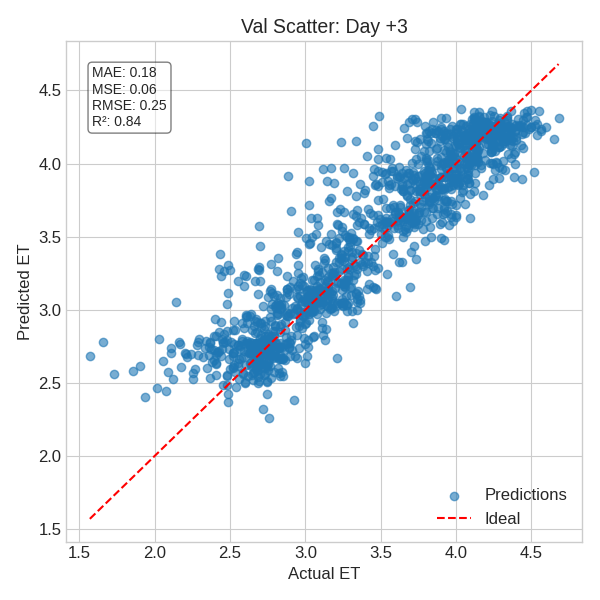 Val Scatter: Day +3
MAE: 0.18
MSE: 0.06
RMSE: 0.25
R²: 0.84
Predicted ET
4.5
4.0
3.5
3.0
2.5
2.0
1.5
Predictions
Ideal
1.5 2.0 2.5 3.0 3.5 4.0 4.5
Actual ET